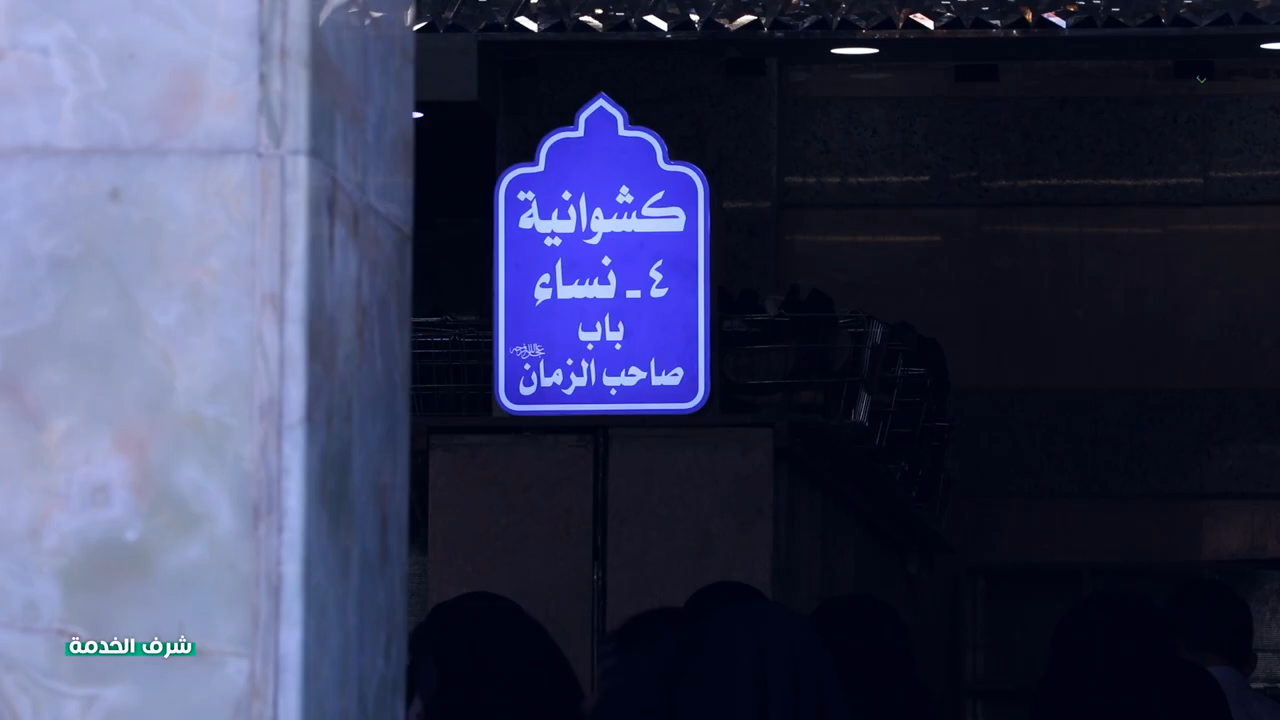 كشوانية
٤ - نساء
باب
صاحب الزمان
شرف الخدمة